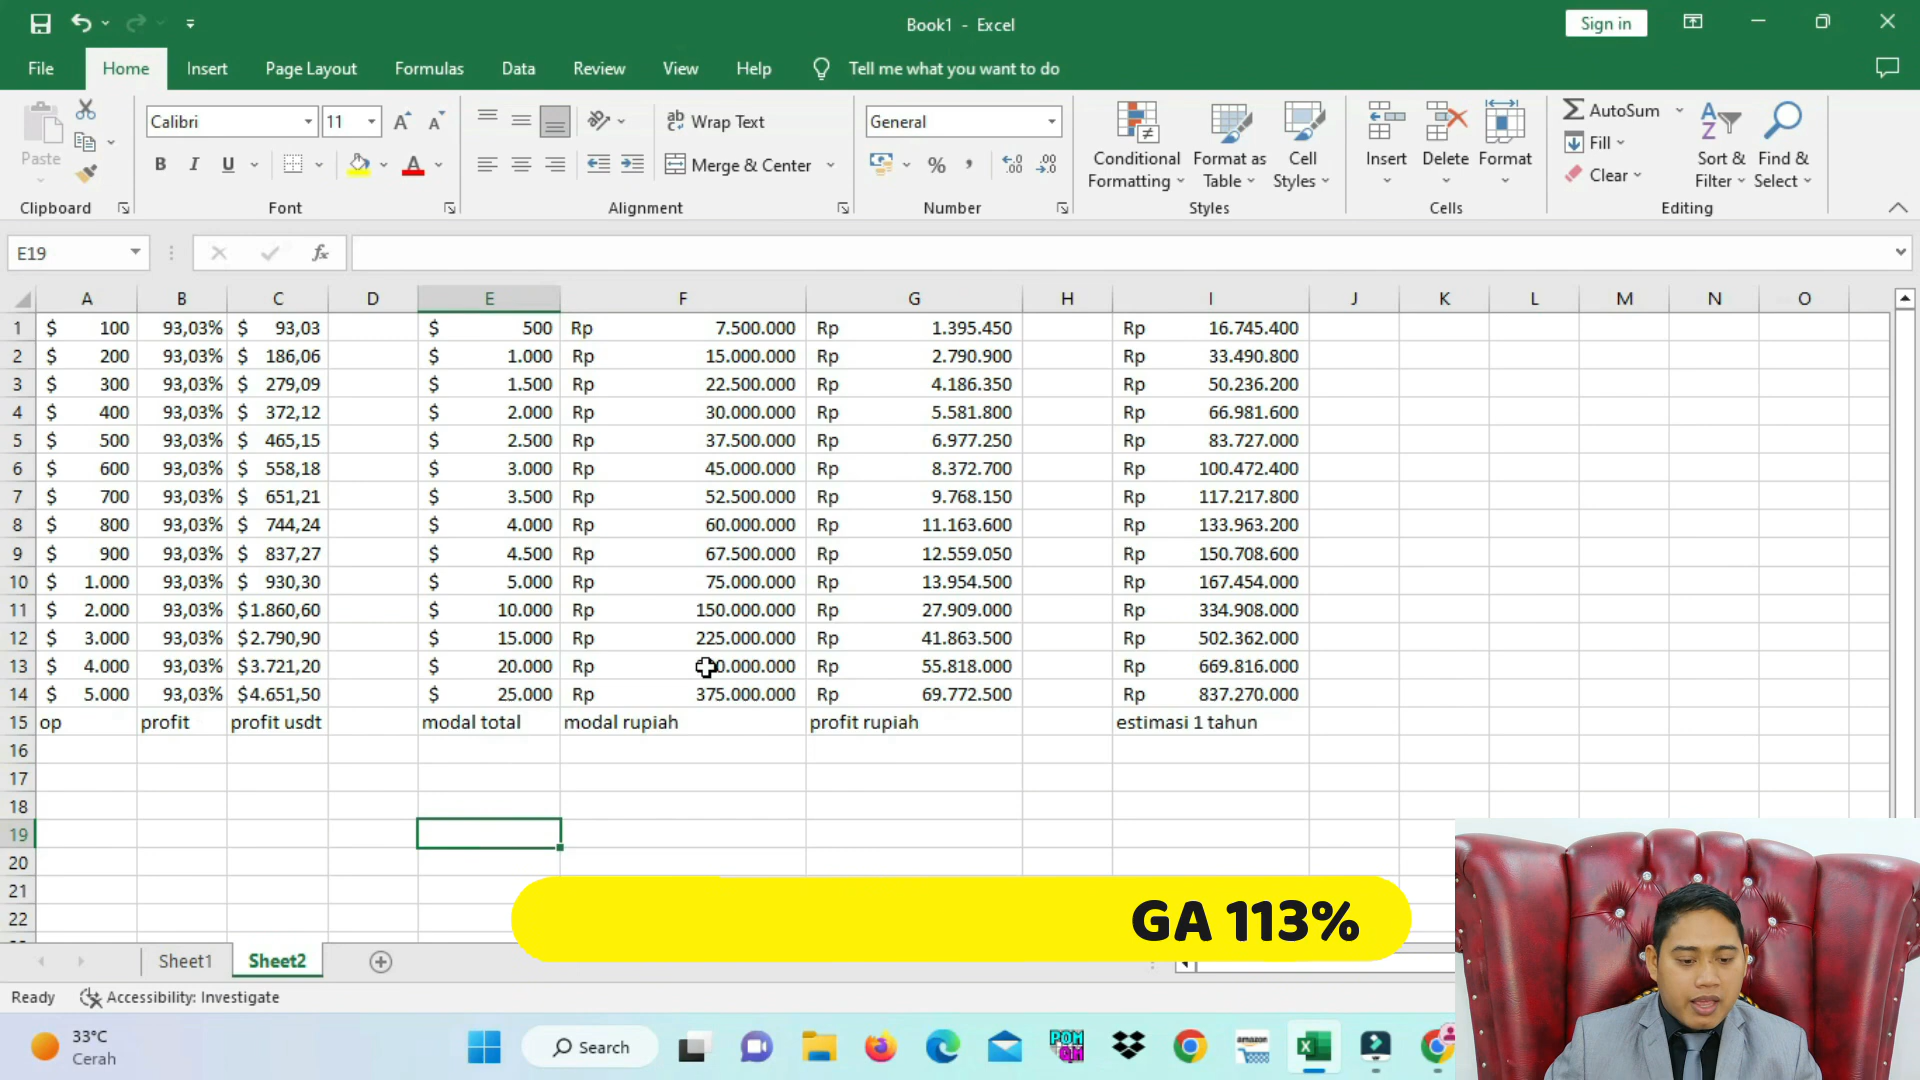 Book1 - Excel
Sign in
File Home Insert Page Layout Formulas Data Review View Help Tell me what you want to do
Paste
Clipboard
Calibri 11
B I U
Font
Wrap Text
Merge & Center
Alignment
General
%
Number
Conditional Formatting
Format as Table
Cell Styles
Styles
Insert Delete Format
Cells
AutoSum
Fill
Clear
Sort & Filter
Find & Select
Editing
E19 fx
A B C D E F G H I J K L M N O
1 $ 100 93,03% $ 93,03 $ 500 Rp 7.500.000 Rp 1.395.450 Rp 16.745.400
2 $ 200 93,03% $ 186,06 $ 1.000 Rp 15.000.000 Rp 2.790.900 Rp 33.490.800
3 $ 300 93,03% $ 279,09 $ 1.500 Rp 22.500.000 Rp 4.186.350 Rp 50.236.200
4 $ 400 93,03% $ 372,12 $ 2.000 Rp 30.000.000 Rp 5.581.800 Rp 66.981.600
5 $ 500 93,03% $ 465,15 $ 2.500 Rp 37.500.000 Rp 6.977.250 Rp 83.727.000
6 $ 600 93,03% $ 558,18 $ 3.000 Rp 45.000.000 Rp 8.372.700 Rp 100.472.400
7 $ 700 93,03% $ 651,21 $ 3.500 Rp 52.500.000 Rp 9.768.150 Rp 117.217.800
8 $ 800 93,03% $ 744,24 $ 4.000 Rp 60.000.000 Rp 11.163.600 Rp 133.963.200
9 $ 900 93,03% $ 837,27 $ 4.500 Rp 67.500.000 Rp 12.559.050 Rp 150.708.600
10 $ 1.000 93,03% $ 930,30 $ 5.000 Rp 75.000.000 Rp 13.954.500 Rp 167.454.000
11 $ 2.000 93,03% $1.860,60 $ 10.000 Rp 150.000.000 Rp 27.909.000 Rp 334.908.000
12 $ 3.000 93,03% $2.790,90 $ 15.000 Rp 225.000.000 Rp 41.863.500 Rp 502.362.000
13 $ 4.000 93,03% $3.721,20 $ 20.000 Rp 0.000.000 Rp 55.818.000 Rp 669.816.000
14 $ 5.000 93,03% $4.651,50 $ 25.000 Rp 375.000.000 Rp 69.772.500 Rp 837.270.000
15 op profit profit usdt modal total modal rupiah profit rupiah estimasi 1 tahun
16
17
18
19
20
21
22
GA 113%
Sheet1 Sheet2
Ready Accessibility: Investigate
33°C
Cerah
Search
POM
QM
amazon